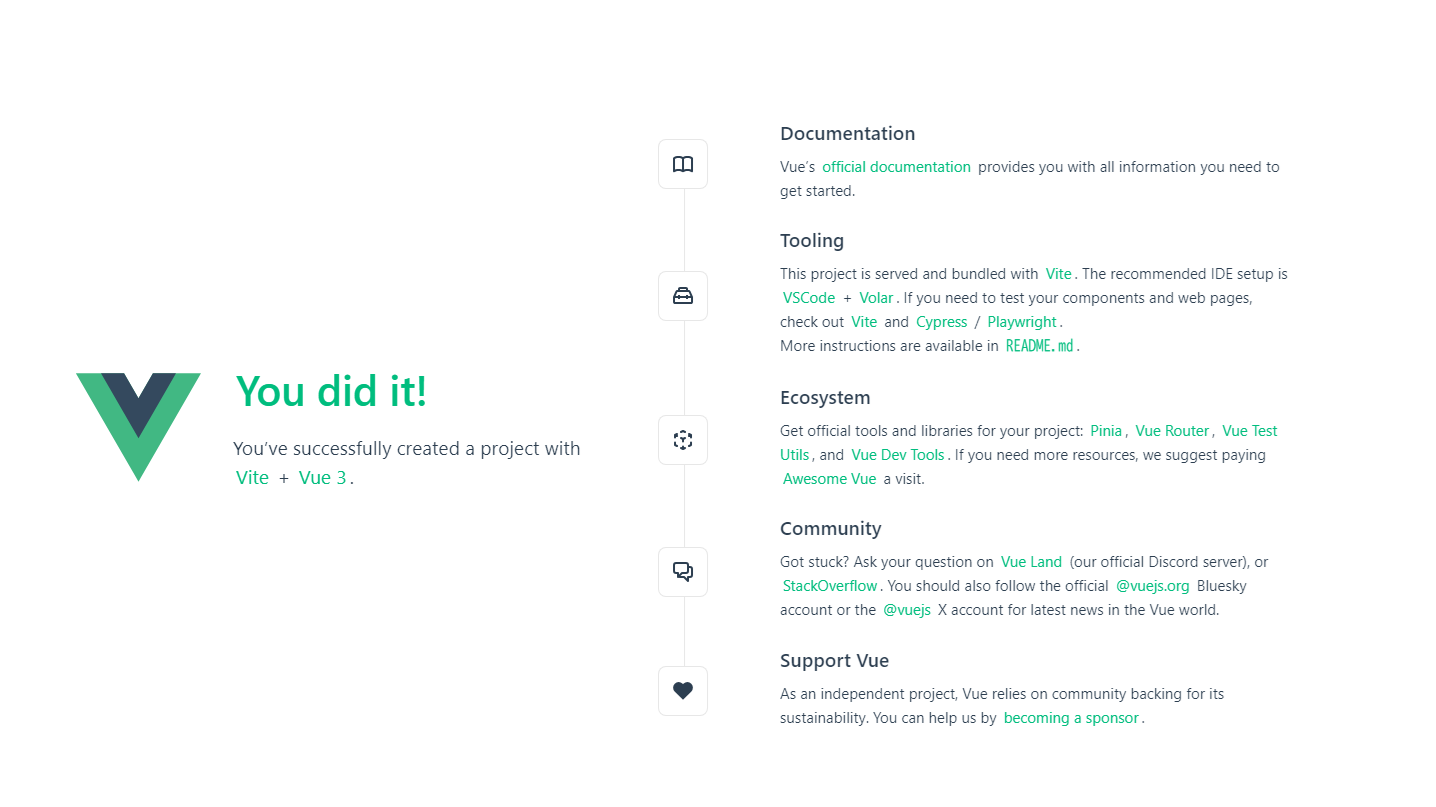 You did it!
You’ve successfully created a project with
Vite + Vue 3.
Documentation
Vue’s official documentation provides you with all information you need to
get started.
Tooling
This project is served and bundled with Vite. The recommended IDE setup is
VSCode + Volar. If you need to test your components and web pages,
check out Vite and Cypress / Playwright.
More instructions are available in README.md.
Ecosystem
Get official tools and libraries for your project: Pinia, Vue Router, Vue Test
Utils, and Vue Dev Tools. If you need more resources, we suggest paying
Awesome Vue a visit.
Community
Got stuck? Ask your question on Vue Land (our official Discord server), or
StackOverflow. You should also follow the official @vuejs.org Bluesky
account or the @vuejs X account for latest news in the Vue world.
Support Vue
As an independent project, Vue relies on community backing for its
sustainability. You can help us by becoming a sponsor.